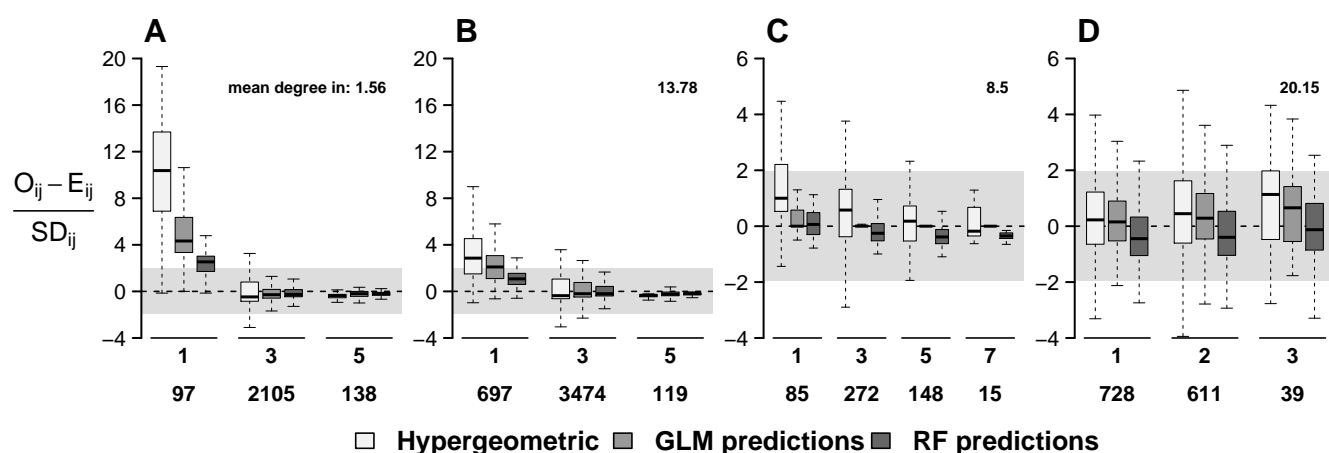 A B C D
mean degree in: 1.56 13.78 8.5 20.15
20 20 6 6
16 16 4 4
12 12 2 2
8 8 0 0
4 4 −2 −2
0 0 −4 −4
−4 −4
Oij − Eij
SDij
1 3 5 1 3 5 1 3 5 7 1 2 3
97 2105 138 697 3474 119 85 272 148 15 728 611 39
Hypergeometric GLM predictions RF predictions